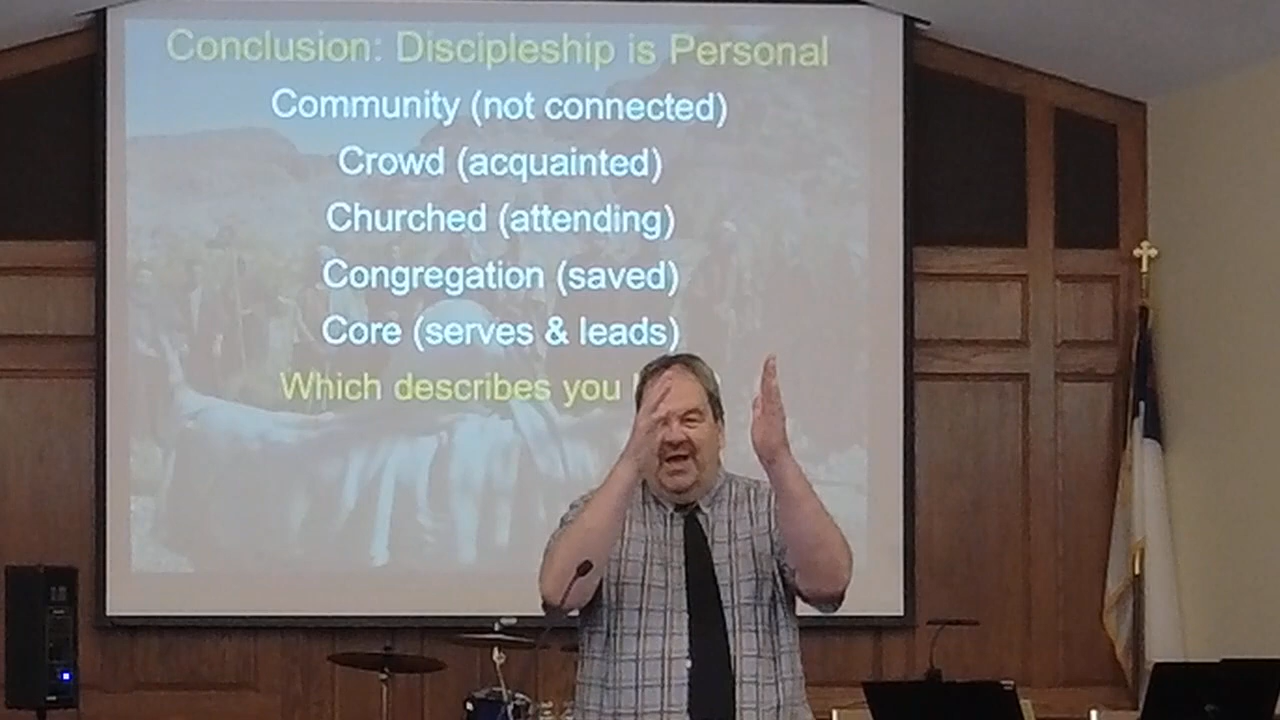 Conclusion: Discipleship is Personal
Community (not connected)
Crowd (acquainted)
Churched (attending)
Congregation (saved)
Core (serves & leads)
Which describes you